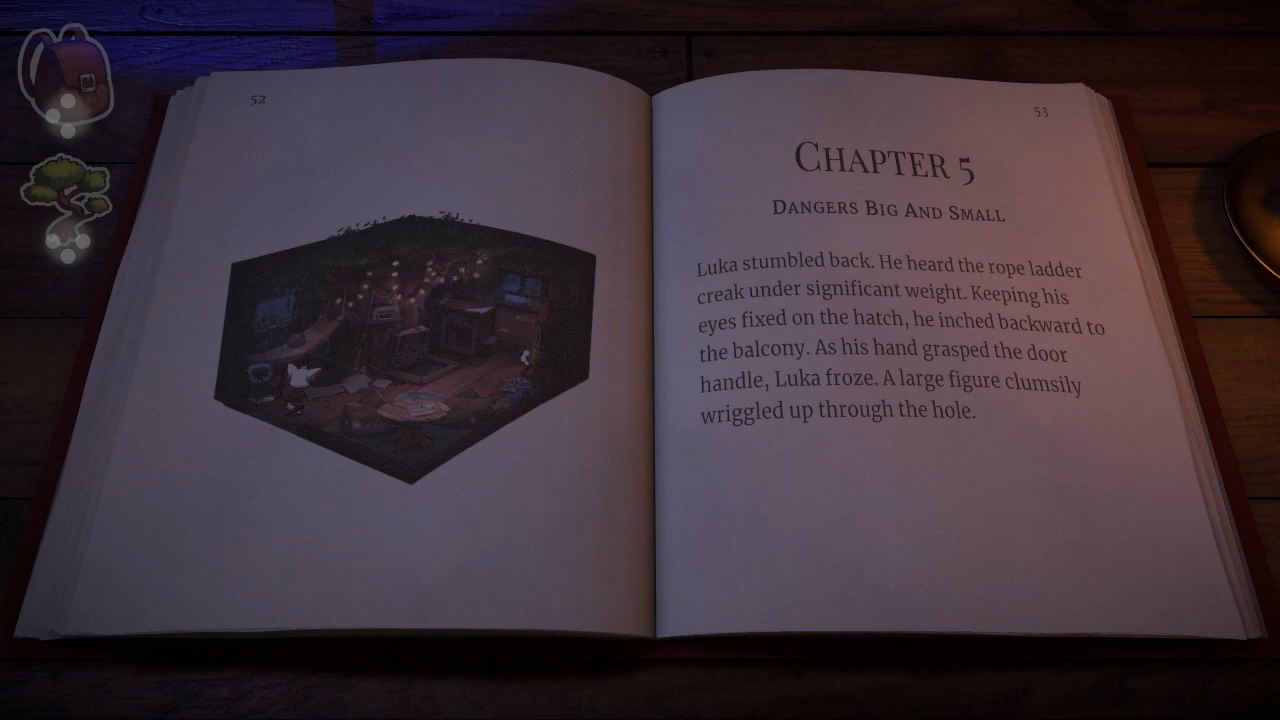 52
53
Chapter 5
Dangers Big And Small
Luka stumbled back. He heard the rope ladder
creak under significant weight. Keeping his
eyes fixed on the hatch, he inched backward to
the balcony. As his hand grasped the door
handle, Luka froze. A large figure clumsily
wriggled up through the hole.